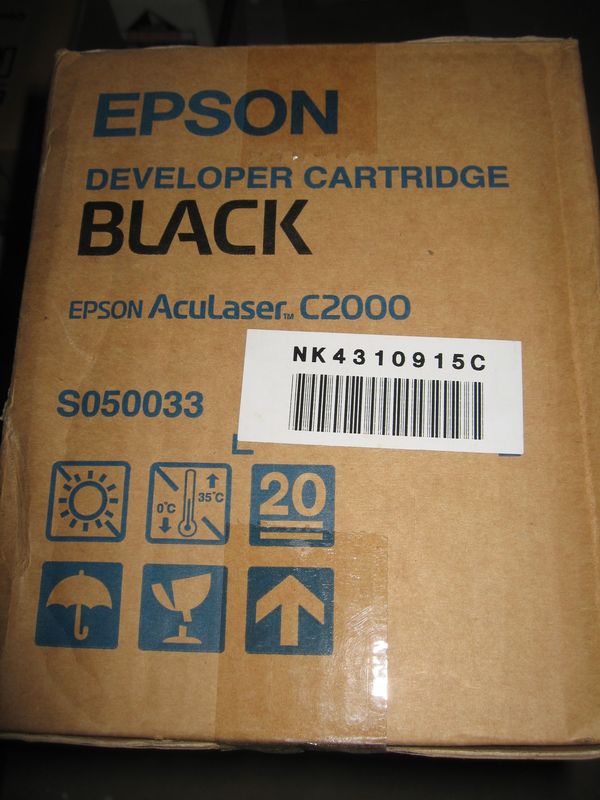 EPSON
DEVELOPER CARTRIDGE
BLACK
EPSON AcuLaser™ C2000
NK4310915C
S050033
0°C 35°C
20